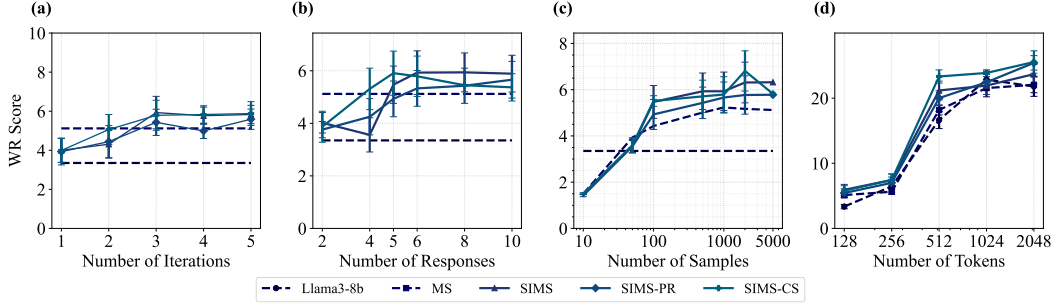 (a)
(b)
(c)
(d)
WR Score
10
8
6
4
2
0
1
2
3
4
5
Number of Iterations
6
4
2
0
2
4
5
6
8
10
Number of Responses
8
6
4
2
0
10
100
1000
5000
Number of Samples
20
10
0
128
256
512
1024
2048
Number of Tokens
Llama3-8b
MS
SIMS
SIMS-PR
SIMS-CS